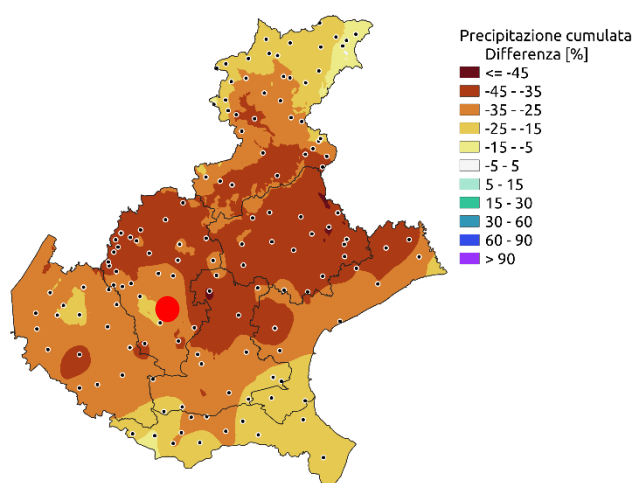 Precipitazione cumulata
Differenza [%]
<= -45
-45 - -35
-35 - -25
-25 - -15
-15 - -5
-5 - 5
5 - 15
15 - 30
30 - 60
60 - 90
> 90